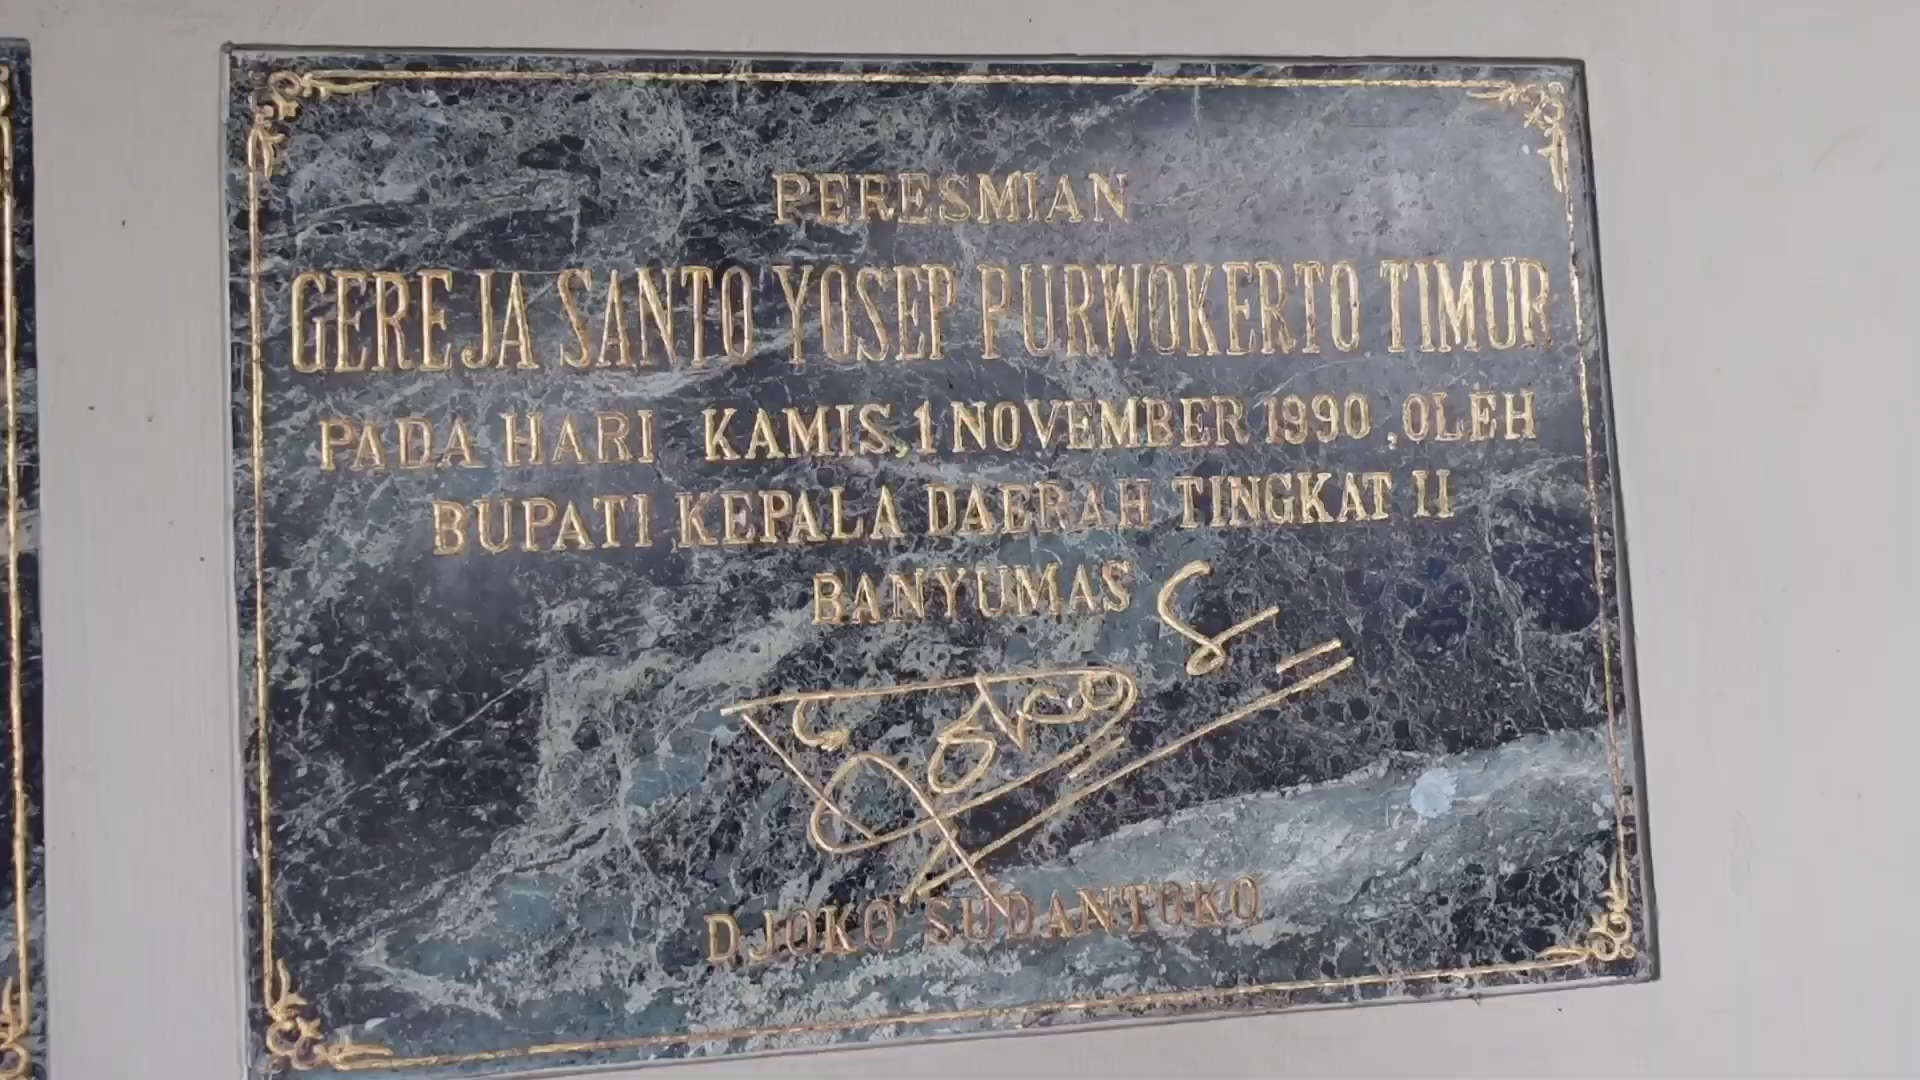 PERESMIAN
GEREJA SANTO YOSEP PURWOKERTO TIMUR
PADA HARI KAMIS, 1 NOVEMBER 1990, OLEH
BUPATI KEPALA DAERAH TINGKAT II
BANYUMAS
DJOKO SUDANTOKO